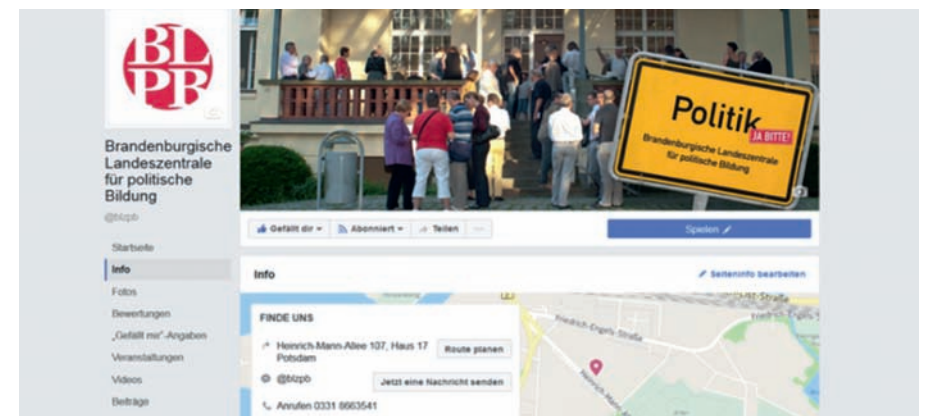 BL
PB
Brandenburgische
Landeszentrale
für politische
Bildung
@blzpb
Startseite
Info
Fotos
Bewertungen
„Gefällt mir"-Angaben
Veranstaltungen
Videos
Beiträge
Politik
JA BITTE!
Brandenburgische Landeszentrale
für politische Bildung
Gefällt dir
Abonniert
Teilen
Spielen
Info
Seiteninfo bearbeiten
FINDE UNS
Heinrich-Mann-Allee 107, Haus 17
Potsdam
Route planen
@blzpb
Jetzt eine Nachricht senden
Anrufen 0331 8663541
Friedrich-Engels-Straße